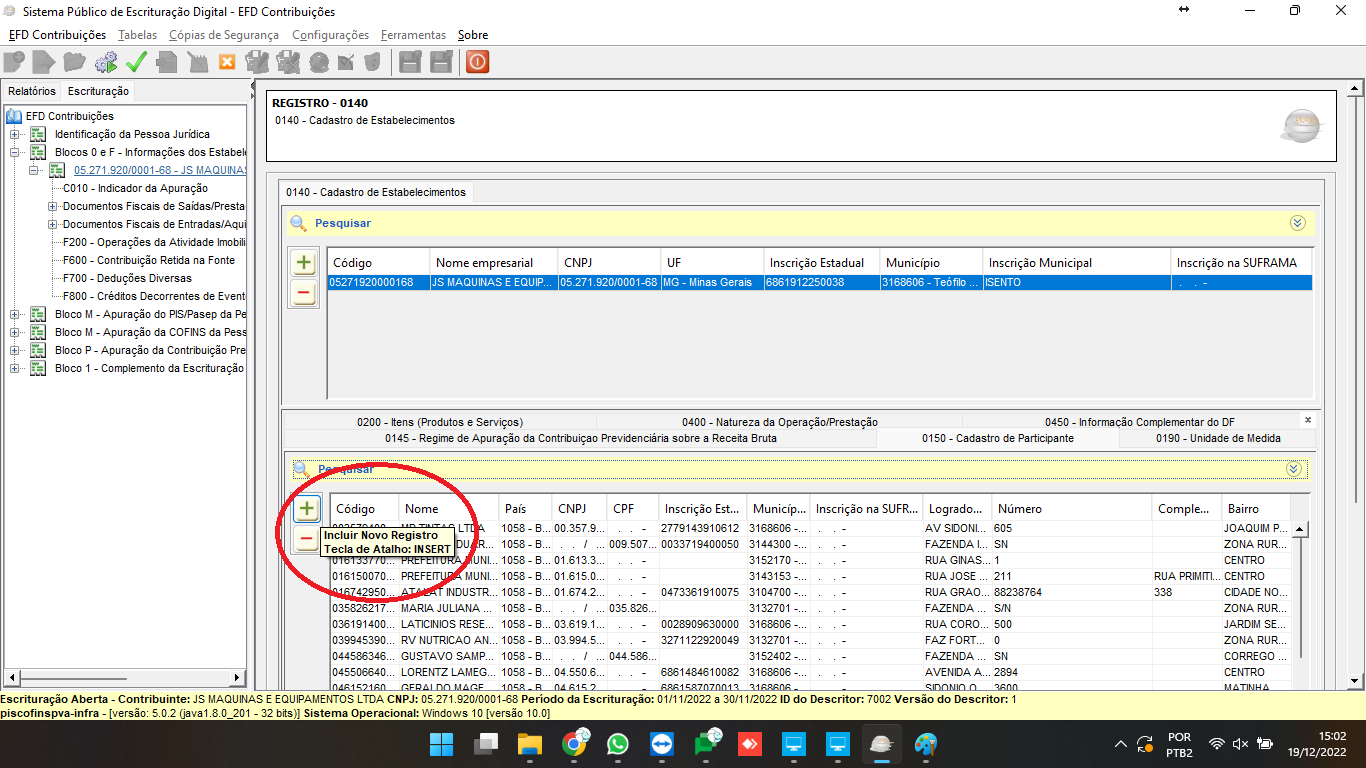 Sistema Público de Escrituração Digital - EFD Contribuições
EFD Contribuições Tabelas Cópias de Segurança Configurações Ferramentas Sobre
Relatórios Escrituração
EFD Contribuições
Identificação da Pessoa Jurídica
Blocos 0 e F - Informações dos Estabele
05.271.920/0001-68 - JS MAQUINAS
C010 - Indicador da Apuração
Documentos Fiscais de Saídas/Presta
Documentos Fiscais de Entradas/Aqui
F200 - Operações da Atividade Imobili
F600 - Contribuição Retida na Fonte
F700 - Deduções Diversas
F800 - Créditos Decorrentes de Event
Bloco M - Apuração do PIS/Pasep da Pe
Bloco M - Apuração da COFINS da Pess
Bloco P - Apuração da Contribuição Pre
Bloco 1 - Complemento da Escrituração
REGISTRO - 0140
0140 - Cadastro de Estabelecimentos
0140 - Cadastro de Estabelecimentos
Pesquisar
Código Nome empresarial CNPJ UF Inscrição Estadual Município Inscrição Municipal Inscrição na SUFRAMA
05271920000168 JS MAQUINAS E EQUIP... 05.271.920/0001-68 MG - Minas Gerais 6861912250038 3168606 - Teófilo ... ISENTO . . -
0200 - Itens (Produtos e Serviços) 0400 - Natureza da Operação/Prestação 0450 - Informação Complementar do DF
0145 - Regime de Apuração da Contribuiçao Previdenciária sobre a Receita Bruta 0150 - Cadastro de Participante 0190 - Unidade de Medida
Pesquisar
Código Nome País CNPJ CPF Inscrição Est... Municíp... Inscrição na SUFR... Logrado... Número Comple... Bairro
LTDA 1058 - B... 00.357.9... . . - 2779143910612 3168606 -... . . - AV SIDONI... 605 JOAQUIM P...
1058 - B... . . / 009.507... 0033719400050 3144300 -... . . - FAZENDA I... SN ZONA RUR...
016133770... PREFEITURA MUNI... 1058 - B... 01.613.3... . . - 3152170 -... . . - RUA GINAS... 1 CENTRO
016150070... PREFEITURA MUNI... 1058 - B... 01.615.0... . . - 3143153 -... . . - RUA JOSE ... 211 RUA PRIMITI... CENTRO
016742950... ATALAT INDUSTR... 1058 - B... 01.674.2... . . - 0473361910075 3104700 -... . . - RUA GRAO... 88238764 338 CIDADE NO...
035826217... MARIA JULIANA ... 1058 - B... . . / 035.826... 3132701 -... . . - FAZENDA ... S/N ZONA RUR...
036191400... LATICINIOS RESE... 1058 - B... 03.619.1... . . - 0028909630000 3168606 -... . . - RUA CORO... 500 JARDIM SE...
039945390... RV NUTRICAO AN... 1058 - B... 03.994.5... . . - 3271122920049 3132701 -... . . - FAZ FORT... 0 ZONA RUR...
044586346... GUSTAVO SAMP... 1058 - B... . . / 044.586... 3152402 -... . . - FAZENDA ... SN CORREGO ...
045506640... LORENTZ LAMEG... 1058 - B... 04.550.6... . . - 6861484610082 3168606 -... . . - AVENIDA A... 2894 CENTRO
046152160... GERALDO MAGE... 1058 - B... 04.615.2... . . - 6861587070013 3168606 -... . . - SIDONIO O... 3600 MATINHA
Incluir Novo Registro
Tecla de Atalho: INSERT
Escrituração Aberta - Contribuinte: JS MAQUINAS E EQUIPAMENTOS LTDA CNPJ: 05.271.920/0001-68 Período da Escrituração: 01/11/2022 a 30/11/2022 ID do Descritor: 7002 Versão do Descritor: 1
piscofinspva-infra - [versão: 5.0.2 (java1.8.0_201 - 32 bits)] Sistema Operacional: Windows 10 [versão 10.0]
POR
PTB2
15:02
19/12/2022